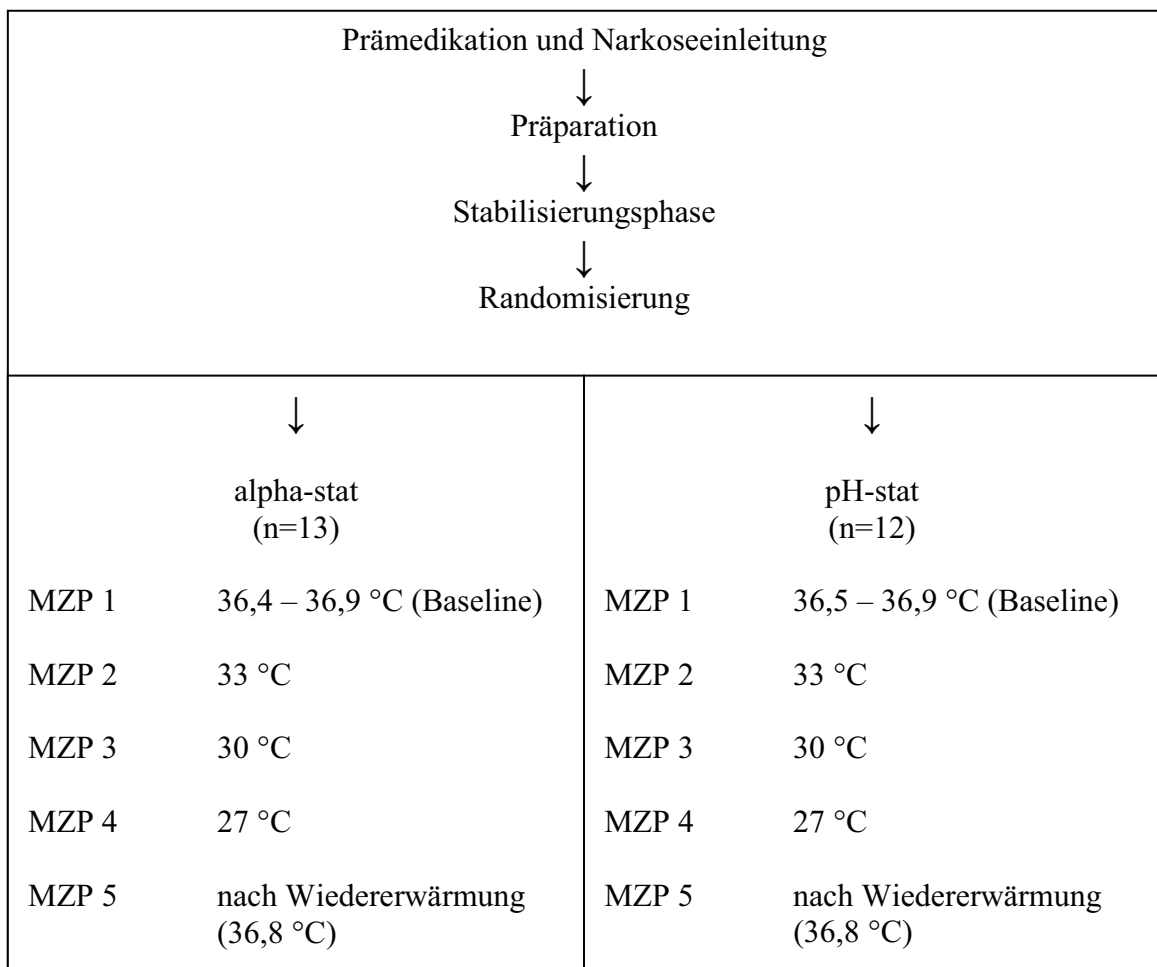 Prämedikation und Narkoseeinleitung
↓
Präparation
↓
Stabilisierungsphase
↓
Randomisierung
↓
alpha-stat
(n=13)
MZP 1 36,4 – 36,9 °C (Baseline)
MZP 2 33 °C
MZP 3 30 °C
MZP 4 27 °C
MZP 5 nach Wiedererwärmung
(36,8 °C)
↓
pH-stat
(n=12)
MZP 1 36,5 – 36,9 °C (Baseline)
MZP 2 33 °C
MZP 3 30 °C
MZP 4 27 °C
MZP 5 nach Wiedererwärmung
(36,8 °C)